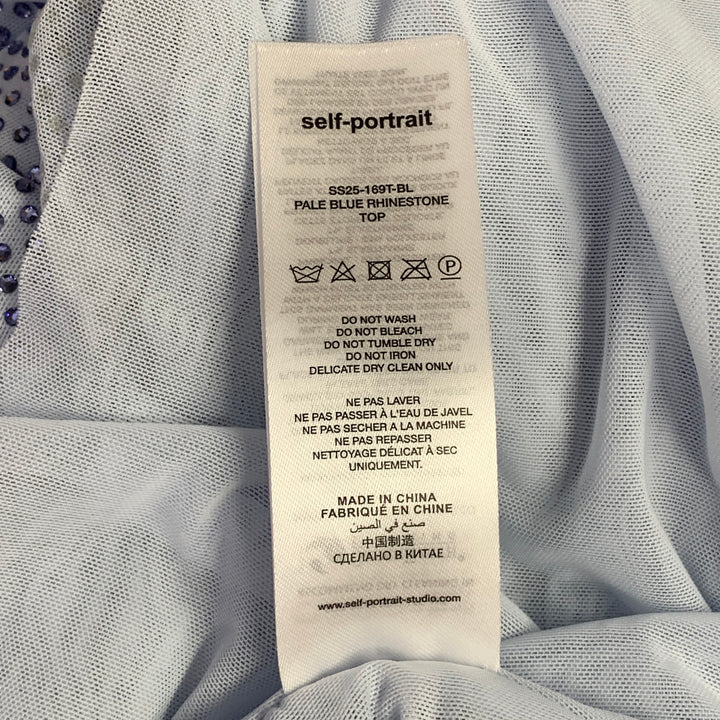 self-portrait
SS25-169T-BL
PALE BLUE RHINESTONE
TOP
P
DO NOT WASH
DO NOT BLEACH
DO NOT TUMBLE DRY
DO NOT IRON
DELICATE DRY CLEAN ONLY
NE PAS LAVER
NE PAS PASSER À L'EAU DE JAVEL
NE PAS SECHER A LA MACHINE
NE PAS REPASSER
NETTOYAGE DÉLICAT À SEC
UNIQUEMENT.
MADE IN CHINA
FABRIQUÉ EN CHINE
صنع في الصين
中国制造
СДЕЛАНО В КИТАЕ
www.self-portrait-studio.com